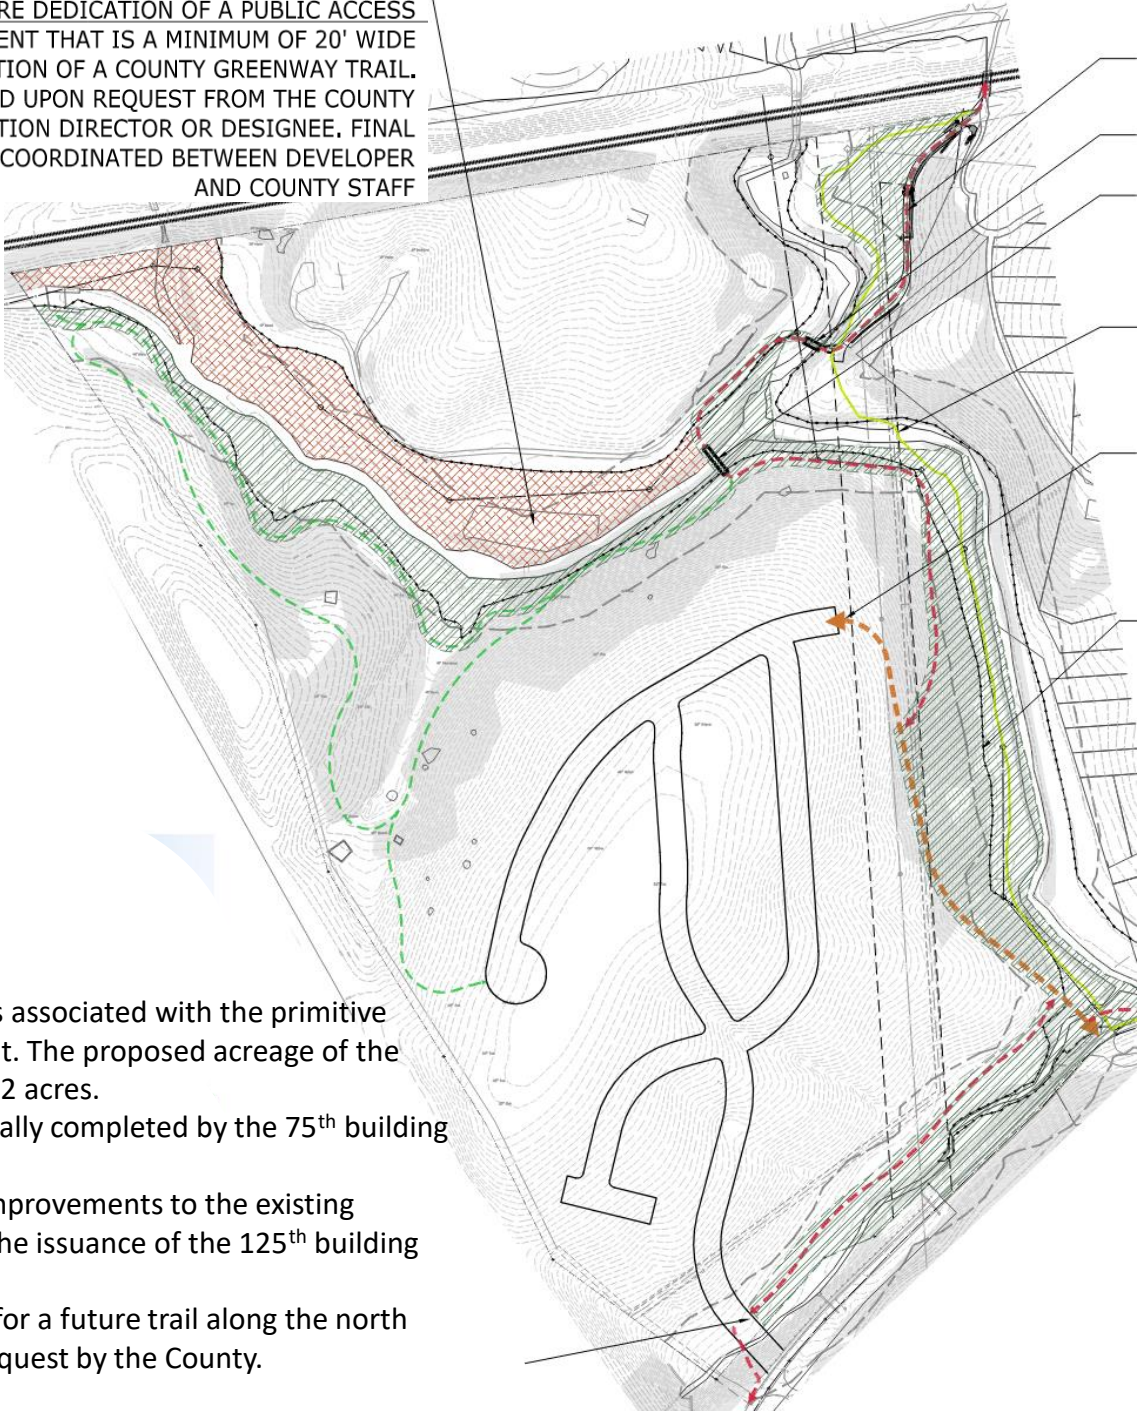 RE DEDICATION OF A PUBLIC ACCESS
ENT THAT IS A MINIMUM OF 20' WIDE
TION OF A COUNTY GREENWAY TRAIL.
D UPON REQUEST FROM THE COUNTY
TION DIRECTOR OR DESIGNEE. FINAL
COORDINATED BETWEEN DEVELOPER
AND COUNTY STAFF
s associated with the primitive
t. The proposed acreage of the
2 acres.
ally completed by the 75th building
nprovements to the existing
he issuance of the 125th building
for a future trail along the north
quest by the County.